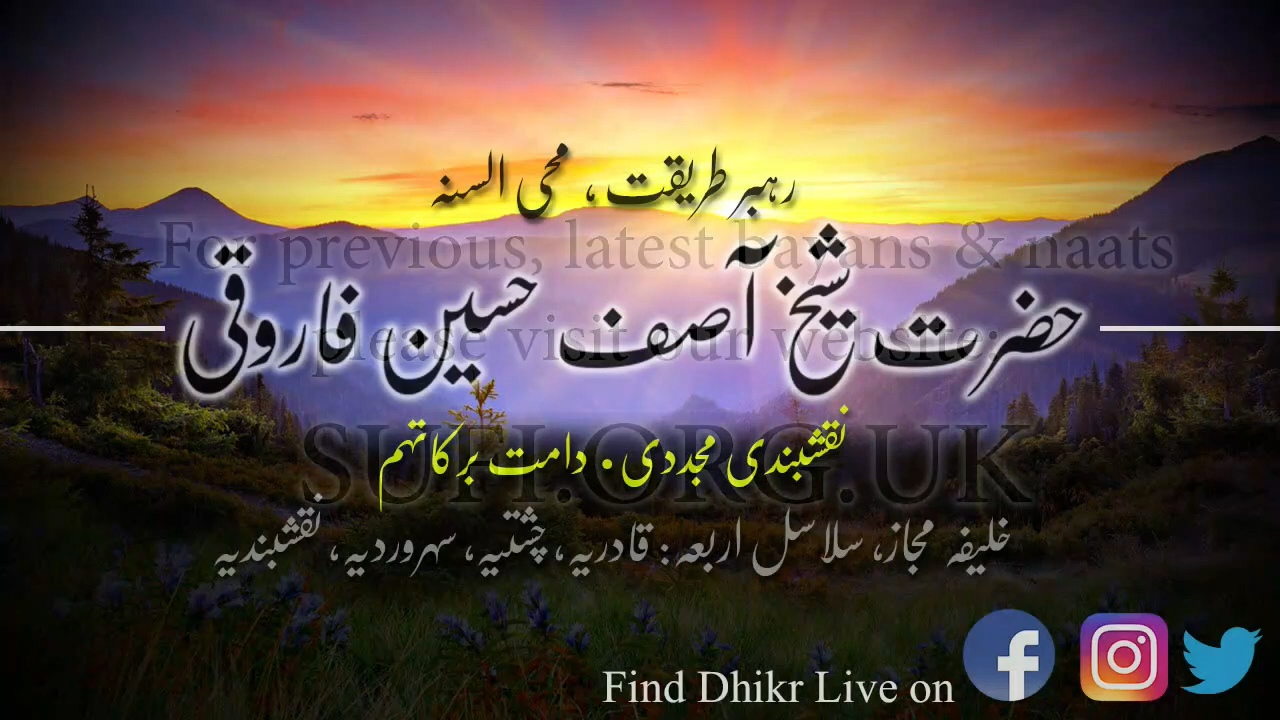 رہبر طریقت، محی السنہ
For previous, latest bayans & naats
حضرت شیخ آصف حسین فاروقی
please visit our website:
نقشبندی مجددی۔ دامت برکاتہم
SUFI.ORG.UK
خلیفہ مجاز، سلاسل اربعہ: قادریہ، چشتیہ، سہروردیہ، نقشبندیہ
Find Dhikr Live on